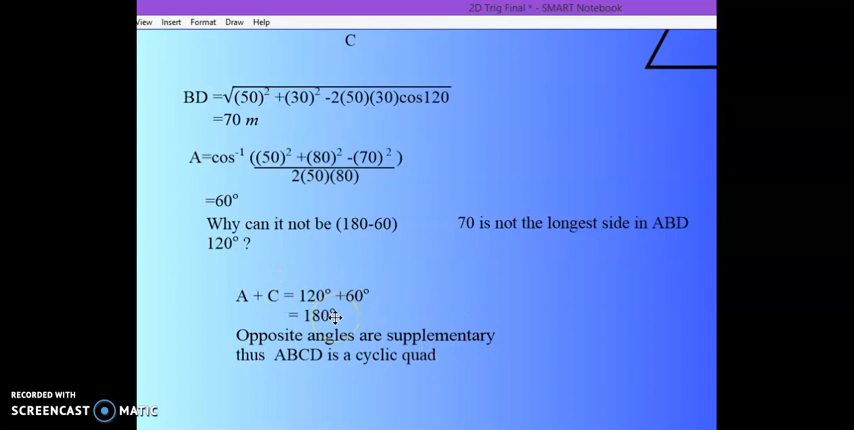 2D Trig Final * - SMART Notebook
View Insert Format Draw Help
C
BD =√(50)² +(30)² -2(50)(30)cos120
=70 m
A=cos⁻¹ ((50)² +(80)² -(70)² )
2(50)(80)
=60°
Why can it not be (180-60)
120° ?
70 is not the longest side in ABD
A + C = 120° +60°
= 180°
Opposite angles are supplementary
thus ABCD is a cyclic quad
RECORDED WITH
SCREENCAST MATIC